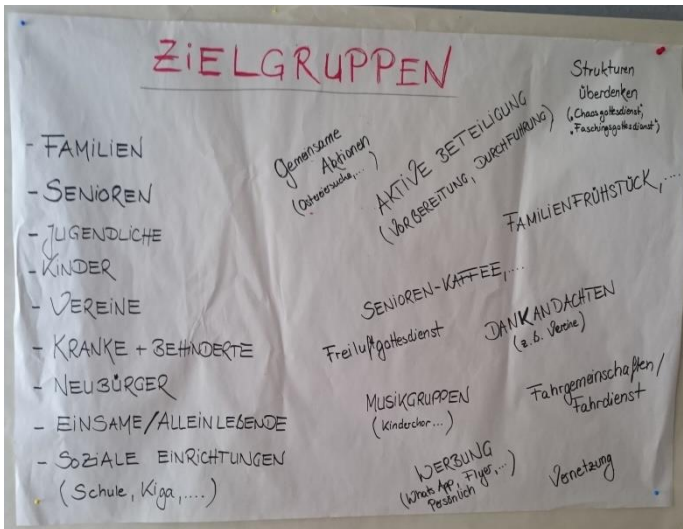 ZIELGRUPPEN
- FAMILIEN
- SENIOREN
- JUGENDLICHE
- KINDER
- VEREINE
- KRANKE + BEHINDERTE
- NEUBÜRGER
- EINSAME/ALLEINLEBENDE
- SOZIALE EINRICHTUNGEN
(Schule, Kiga, ....)
Gemeinsame
Aktionen
(Ostereiersuche, ...)
AKTIVE BETEILIGUNG
(VORBEREITUNG, DURCHFÜHRUNG)
Strukturen
überdenken
("Chaosgottesdienst",
"Faschingsgottesdienst")
FAMILIENFRÜHSTÜCK, ...
SENIOREN-KAFFEE, ...
Freiluftgottesdienst
DANKANDACHTEN
(z.b. Vereine)
MUSIKGRUPPEN
(Kinderchor...)
Fahrgemeinschaften/
Fahrdienst
WERBUNG
(Whats App, Flyer, ...)
Persönlich
Vernetzung